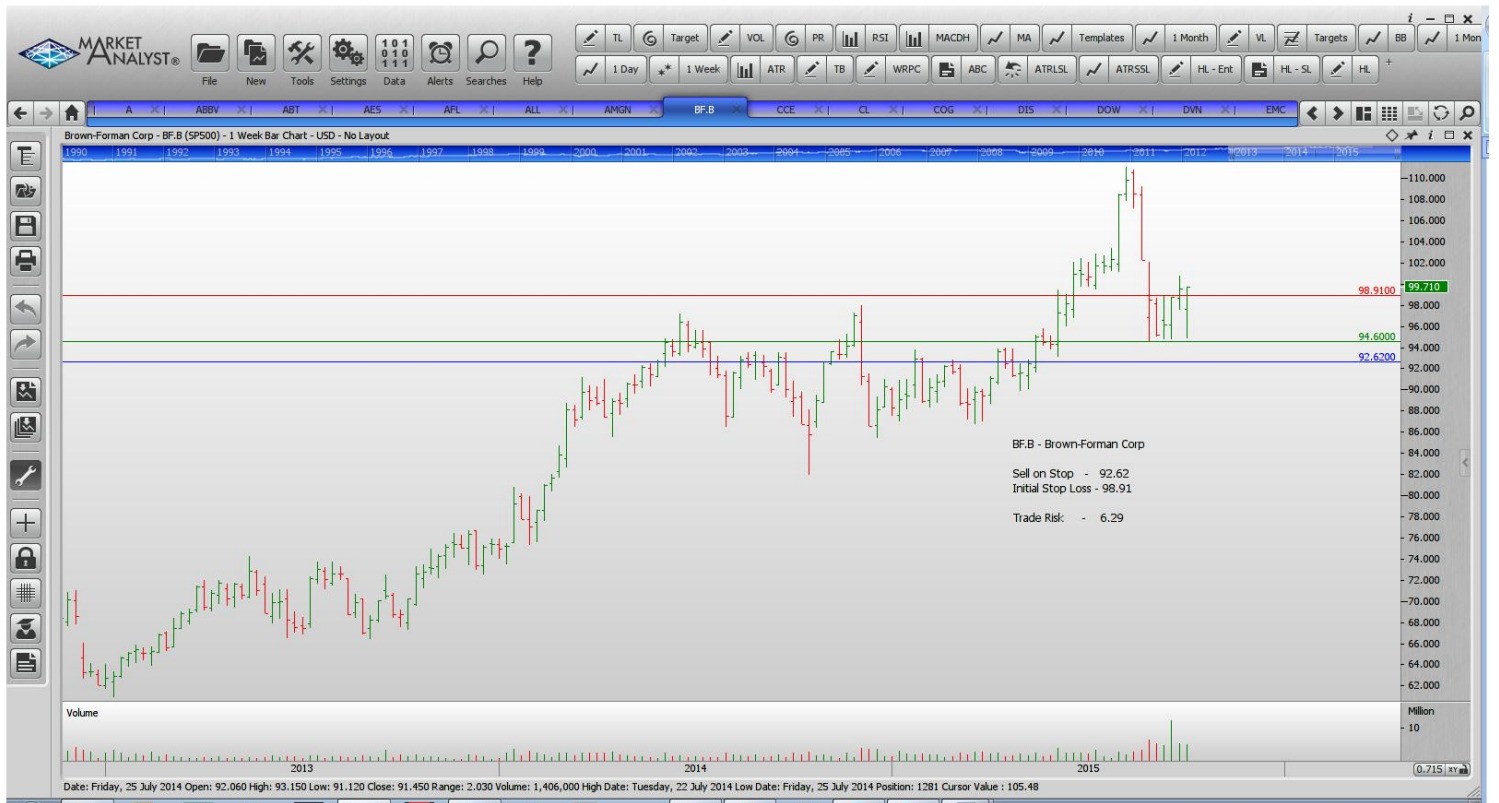 i
MARKET ANALYST®
File New Tools Settings Data Alerts Searches Help
101 010 111
TL Target VOL PR RSI MACDH MA Templates 1 Month VL Targets BB 1 Mon
1 Day 1 Week ATR TB WRPC ABC ATRLSL ATRSSL HL - Ent HL - SL HL +
A ABBV ABT AES AFL ALL AMGN BF.B CCE CL COG DIS DOW DVN EMC
Brown-Forman Corp - BF.B (SP500) - 1 Week Bar Chart - USD - No Layout
1990 1991 1992 1993 1994 1995 1996 1997 1998 1999 2000 2001 2002 2003 2004 2005 2006 2007 2008 2009 2010 2011 2012 2013 2014 2015
110.000
108.000
106.000
104.000
102.000
98.9100 99.710
98.000
96.000
94.6000
94.000
92.6200
92.000
90.000
88.000
86.000
BF.B - Brown-Forman Corp
84.000
Sell on Stop - 92.62
82.000
Initial Stop Loss - 98.91
80.000
Trade Risk - 6.29
78.000
76.000
74.000
72.000
70.000
68.000
66.000
64.000
62.000
Volume
Million
10
2013 2014 2015
0.715 XY
Date: Friday, 25 July 2014 Open: 92.060 High: 93.150 Low: 91.120 Close: 91.450 Range: 2.030 Volume: 1,406,000 High Date: Tuesday, 22 July 2014 Low Date: Friday, 25 July 2014 Position: 1281 Cursor Value : 105.48